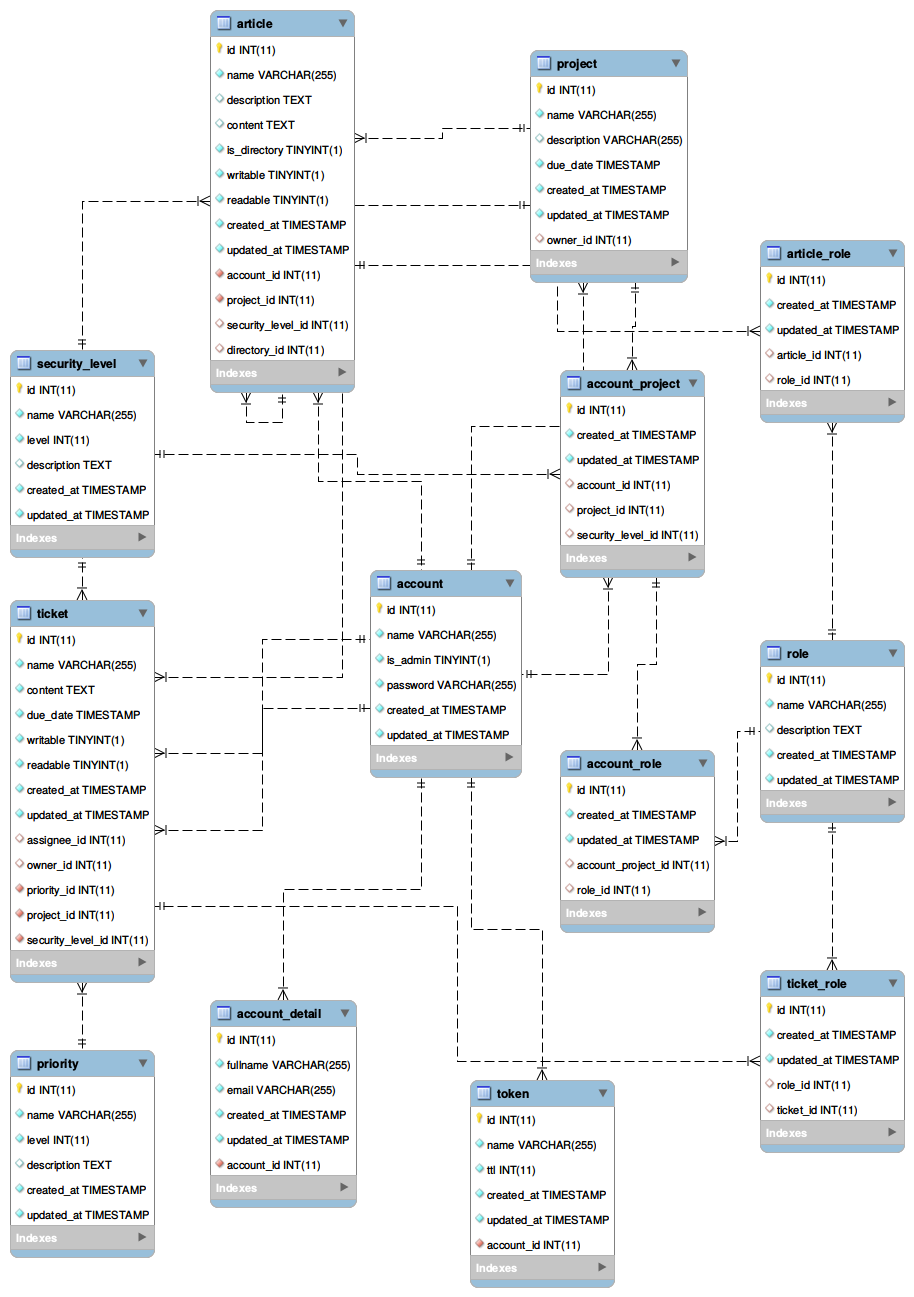 article
id INT(11)
name VARCHAR(255)
description TEXT
content TEXT
is_directory TINYINT(1)
writable TINYINT(1)
readable TINYINT(1)
created_at TIMESTAMP
updated_at TIMESTAMP
account_id INT(11)
project_id INT(11)
security_level_id INT(11)
directory_id INT(11)
Indexes
project
id INT(11)
name VARCHAR(255)
description VARCHAR(255)
due_date TIMESTAMP
created_at TIMESTAMP
updated_at TIMESTAMP
owner_id INT(11)
Indexes
article_role
id INT(11)
created_at TIMESTAMP
updated_at TIMESTAMP
article_id INT(11)
role_id INT(11)
Indexes
security_level
id INT(11)
name VARCHAR(255)
level INT(11)
description TEXT
created_at TIMESTAMP
updated_at TIMESTAMP
Indexes
account_project
id INT(11)
created_at TIMESTAMP
updated_at TIMESTAMP
account_id INT(11)
project_id INT(11)
security_level_id INT(11)
Indexes
ticket
id INT(11)
name VARCHAR(255)
content TEXT
due_date TIMESTAMP
writable TINYINT(1)
readable TINYINT(1)
created_at TIMESTAMP
updated_at TIMESTAMP
assignee_id INT(11)
owner_id INT(11)
priority_id INT(11)
project_id INT(11)
security_level_id INT(11)
Indexes
account
id INT(11)
name VARCHAR(255)
is_admin TINYINT(1)
password VARCHAR(255)
created_at TIMESTAMP
updated_at TIMESTAMP
Indexes
role
id INT(11)
name VARCHAR(255)
description TEXT
created_at TIMESTAMP
updated_at TIMESTAMP
Indexes
account_role
id INT(11)
created_at TIMESTAMP
updated_at TIMESTAMP
account_project_id INT(11)
role_id INT(11)
Indexes
priority
id INT(11)
name VARCHAR(255)
level INT(11)
description TEXT
created_at TIMESTAMP
updated_at TIMESTAMP
Indexes
account_detail
id INT(11)
fullname VARCHAR(255)
email VARCHAR(255)
created_at TIMESTAMP
updated_at TIMESTAMP
account_id INT(11)
Indexes
token
id INT(11)
name VARCHAR(255)
ttl INT(11)
created_at TIMESTAMP
updated_at TIMESTAMP
account_id INT(11)
Indexes
ticket_role
id INT(11)
created_at TIMESTAMP
updated_at TIMESTAMP
role_id INT(11)
ticket_id INT(11)
Indexes